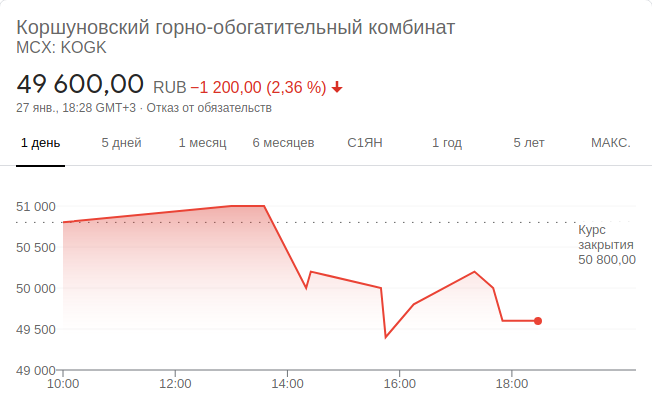 Коршуновский горно-обогатительный комбинат
MCX: KOGK
49 600,00 RUB −1 200,00 (2,36 %)
27 янв., 18:28 GMT+3 · Отказ от обязательств
1 день 5 дней 1 месяц 6 месяцев С1ЯН 1 год 5 лет МАКС.
51 000
Курс
закрытия
50 800,00
50 500
50 000
49 500
49 000
10:00 12:00 14:00 16:00 18:00